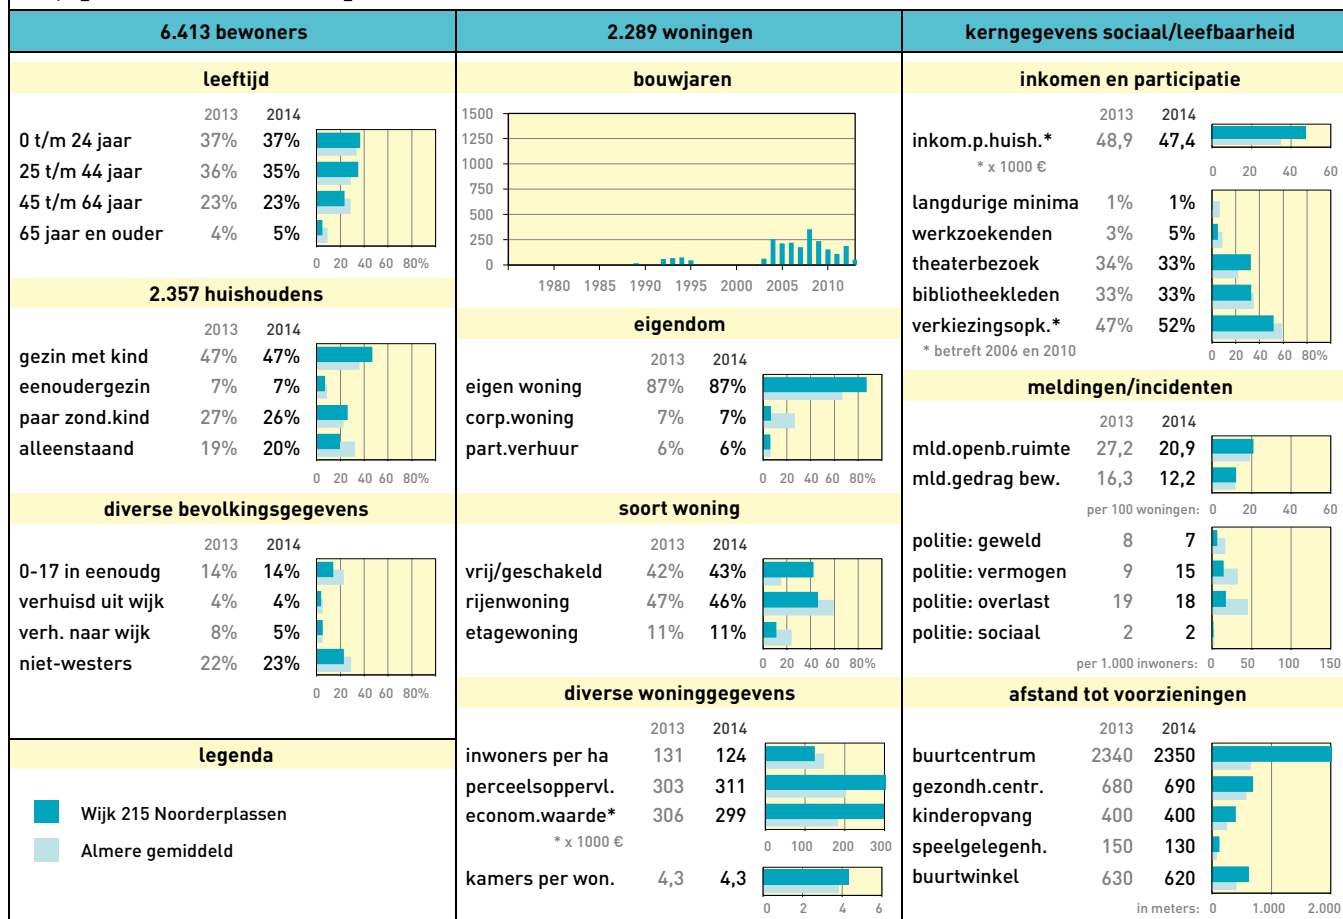 6.413 bewoners
leeftijd
2013 2014
0 t/m 24 jaar 37% 37%
25 t/m 44 jaar 36% 35%
45 t/m 64 jaar 23% 23%
65 jaar en ouder 4% 5%
0 20 40 60 80%
2.357 huishoudens
2013 2014
gezin met kind 47% 47%
eenoudergezin 7% 7%
paar zond.kind 27% 26%
alleenstaand 19% 20%
0 20 40 60 80%
diverse bevolkingsgegevens
2013 2014
0-17 in eenoudg 14% 14%
verhuisd uit wijk 4% 4%
verh. naar wijk 8% 5%
niet-westers 22% 23%
0 20 40 60 80%
legenda
Wijk 215 Noorderplassen
Almere gemiddeld
2.289 woningen
bouwjaren
1500
1250
1000
750
500
250
0
1980 1985 1990 1995 2000 2005 2010
eigendom
2013 2014
eigen woning 87% 87%
corp.woning 7% 7%
part.verhuur 6% 6%
0 20 40 60 80%
soort woning
2013 2014
vrij/geschakeld 42% 43%
rijenwoning 47% 46%
etagewoning 11% 11%
0 20 40 60 80%
diverse woninggegevens
2013 2014
inwoners per ha 131 124
perceelsoppervl. 303 311
econom.waarde* 306 299
* x 1000 €
0 100 200 300
kamers per won. 4,3 4,3
0 2 4 6
kerngegevens sociaal/leefbaarheid
inkomen en participatie
2013 2014
inkom.p.huish.* 48,9 47,4
* x 1000 €
0 20 40 60
langdurige minima 1% 1%
werkzoekenden 3% 5%
theaterbezoek 34% 33%
bibliotheekleden 33% 33%
verkiezingsopk.* 47% 52%
* betreft 2006 en 2010
0 20 40 60 80%
meldingen/incidenten
2013 2014
mld.openb.ruimte 27,2 20,9
mld.gedrag bew. 16,3 12,2
per 100 woningen: 0 20 40 60
politie: geweld 8 7
politie: vermogen 9 15
politie: overlast 19 18
politie: sociaal 2 2
per 1.000 inwoners: 0 50 100 150
afstand tot voorzieningen
2013 2014
buurtcentrum 2340 2350
gezondh.centr. 680 690
kinderopvang 400 400
speelgelegenh. 150 130
buurtwinkel 630 620
in meters: 0 1.000 2.000